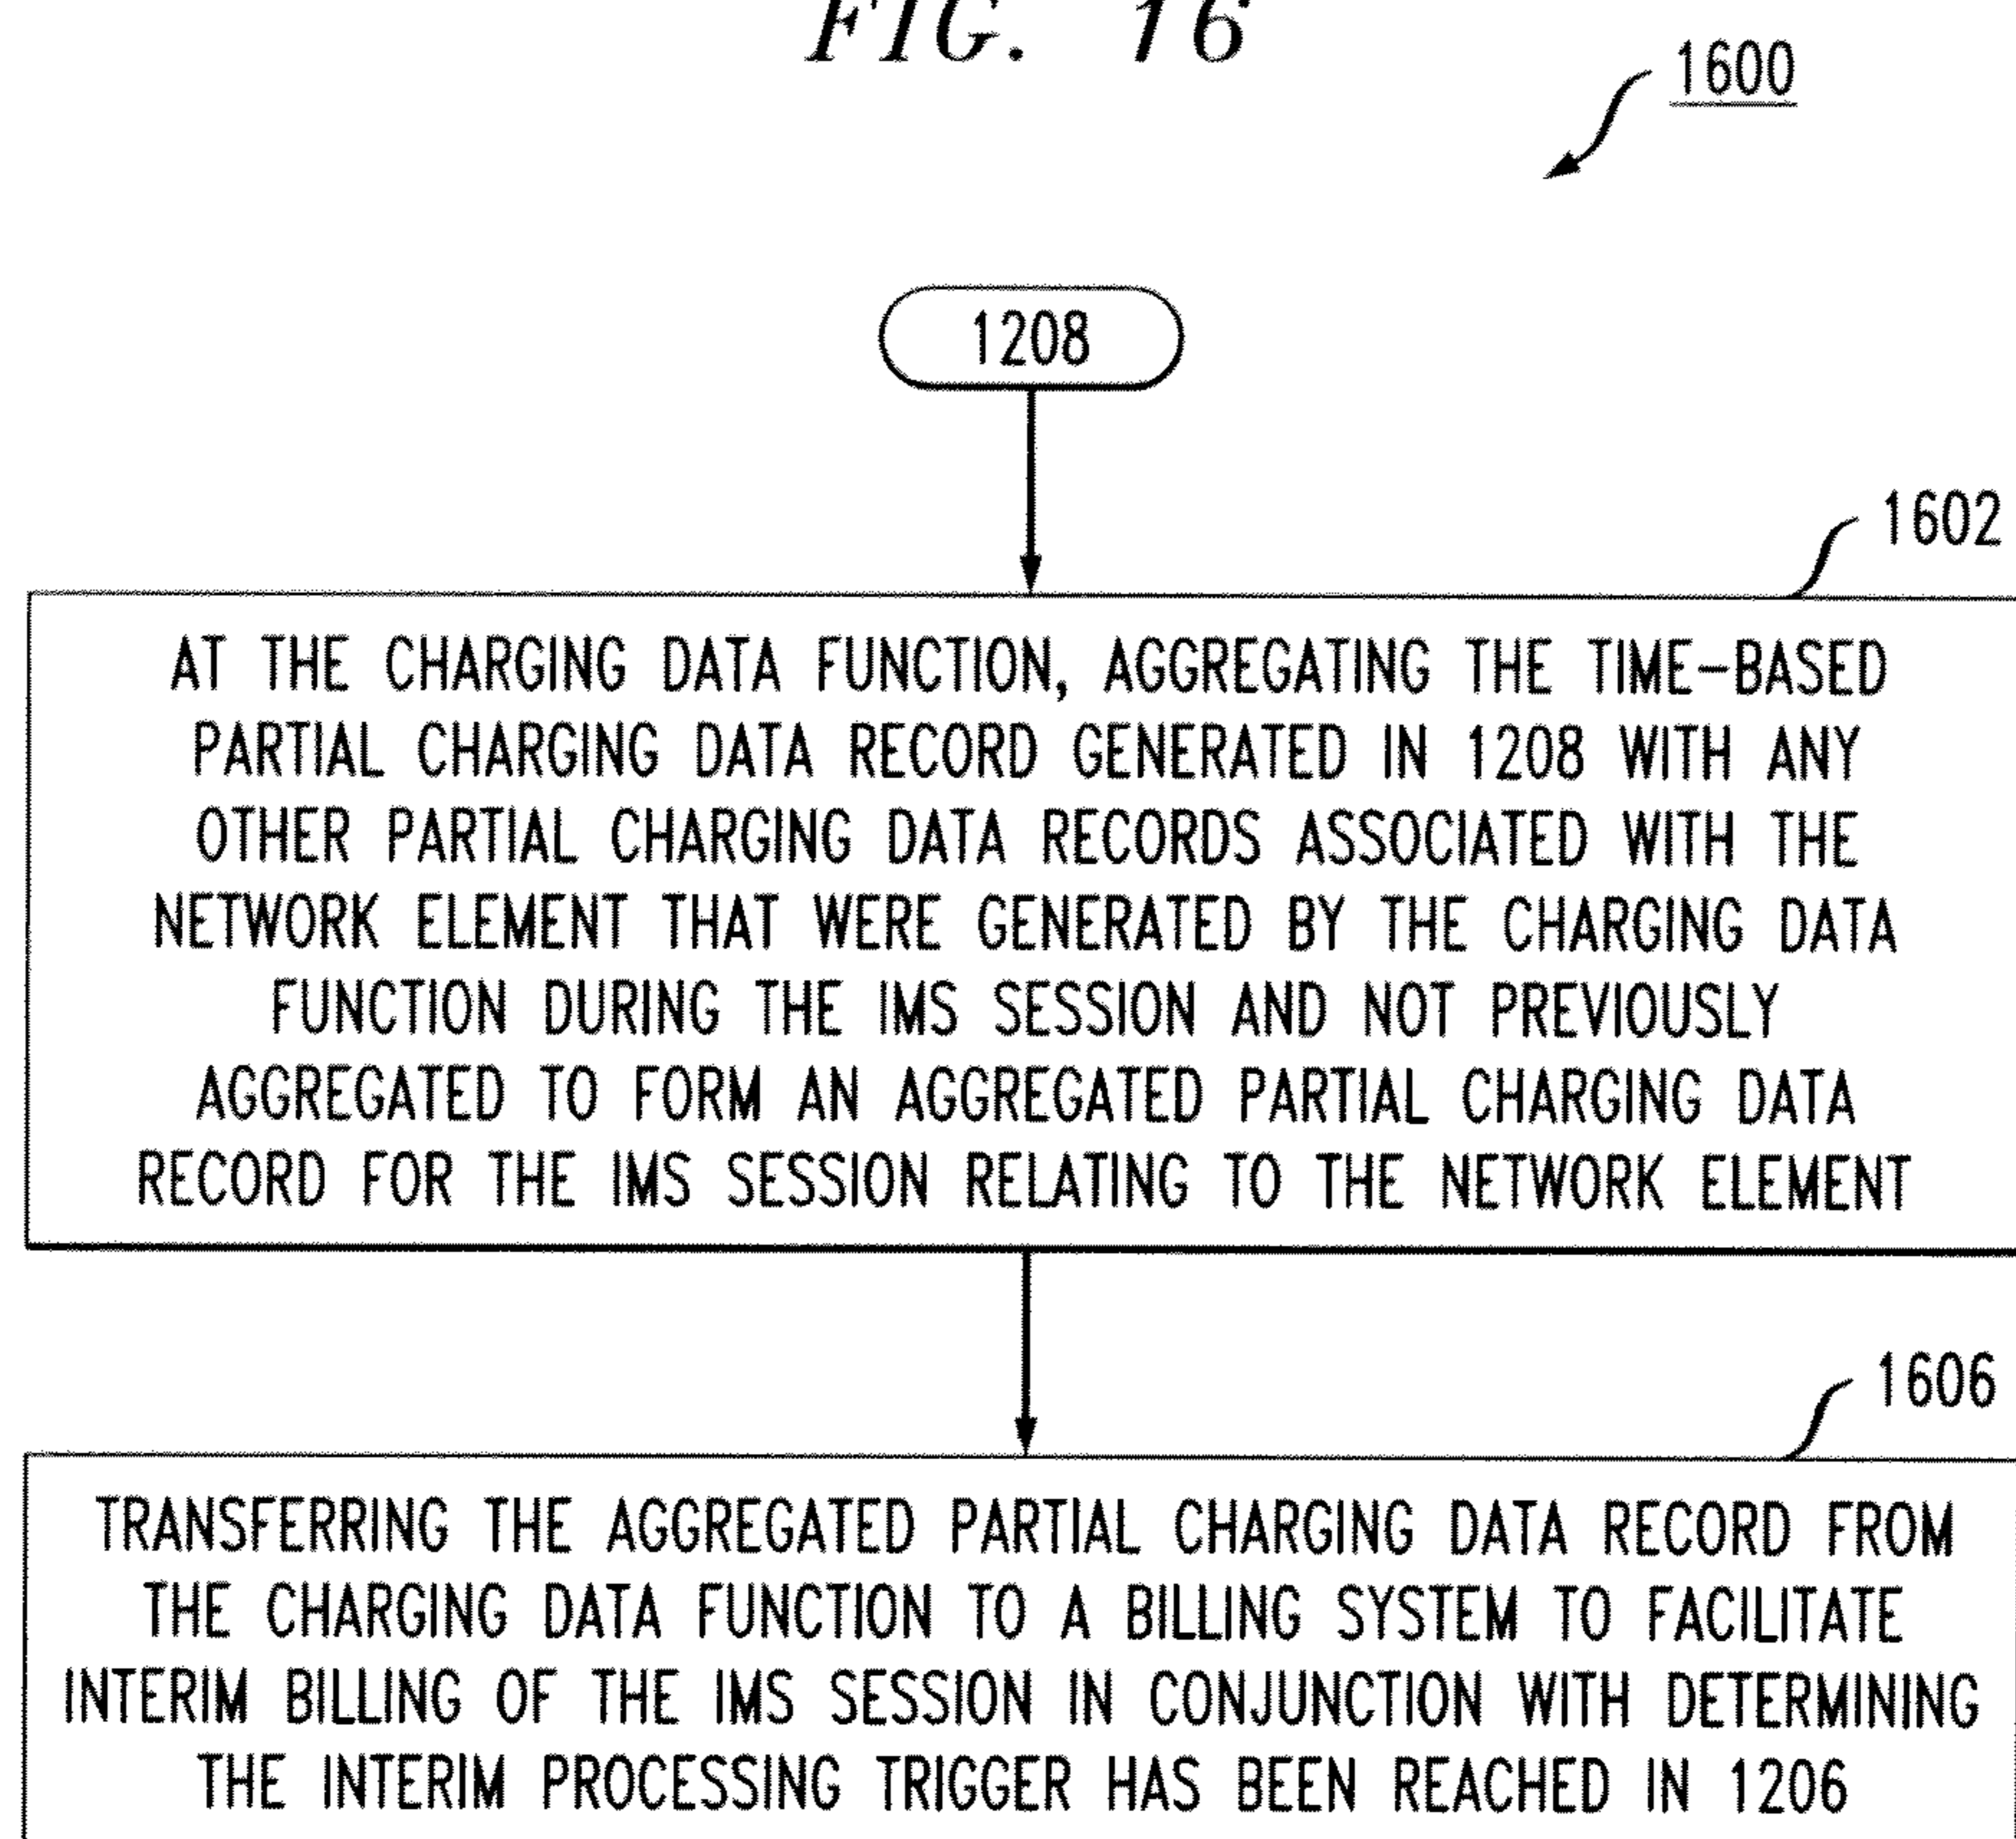 FIG. 16
1600
1208
1602
AT THE CHARGING DATA FUNCTION, AGGREGATING THE TIME-BASED
PARTIAL CHARGING DATA RECORD GENERATED IN 1208 WITH ANY
OTHER PARTIAL CHARGING DATA RECORDS ASSOCIATED WITH THE
NETWORK ELEMENT THAT WERE GENERATED BY THE CHARGING DATA
FUNCTION DURING THE IMS SESSION AND NOT PREVIOUSLY
AGGREGATED TO FORM AN AGGREGATED PARTIAL CHARGING DATA
RECORD FOR THE IMS SESSION RELATING TO THE NETWORK ELEMENT
1606
TRANSFERRING THE AGGREGATED PARTIAL CHARGING DATA RECORD FROM
THE CHARGING DATA FUNCTION TO A BILLING SYSTEM TO FACILITATE
INTERIM BILLING OF THE IMS SESSION IN CONJUNCTION WITH DETERMINING
THE INTERIM PROCESSING TRIGGER HAS BEEN REACHED IN 1206